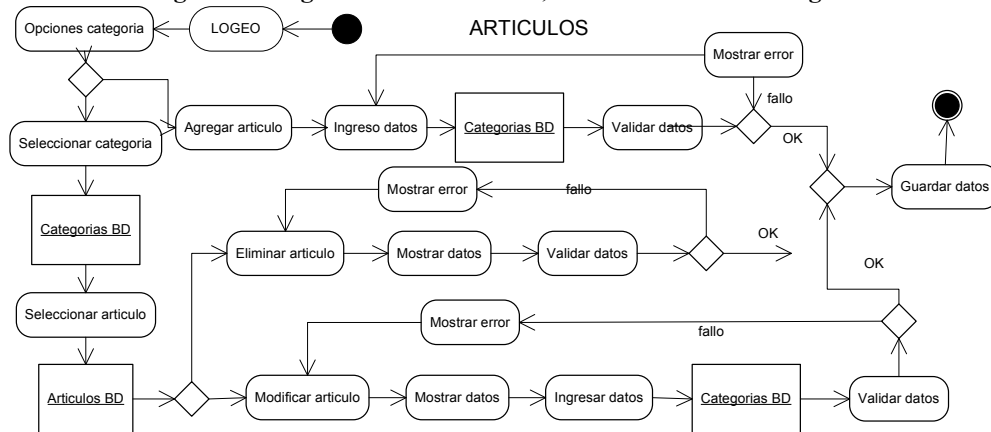 Opciones categoria
LOGEO
ARTICULOS
Mostrar error
fallo
Agregar articulo
Ingreso datos
Categorias BD
Validar datos
OK
Seleccionar categoria
Mostrar error
fallo
Guardar datos
Categorias BD
Eliminar articulo
Mostrar datos
Validar datos
OK
OK
Seleccionar articulo
Mostrar error
fallo
Articulos BD
Modificar articulo
Mostrar datos
Ingresar datos
Categorias BD
Validar datos